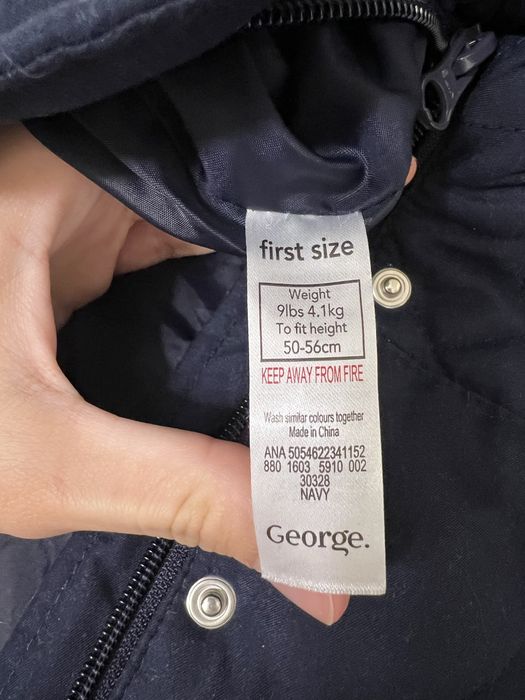 first size
Weight
9lbs 4.1kg
To fit height
50-56cm
KEEP AWAY FROM FIRE
Wash similar colours together
Made in China
ANA 5054622341152
880 1603 5910 002
30328
NAVY
George.